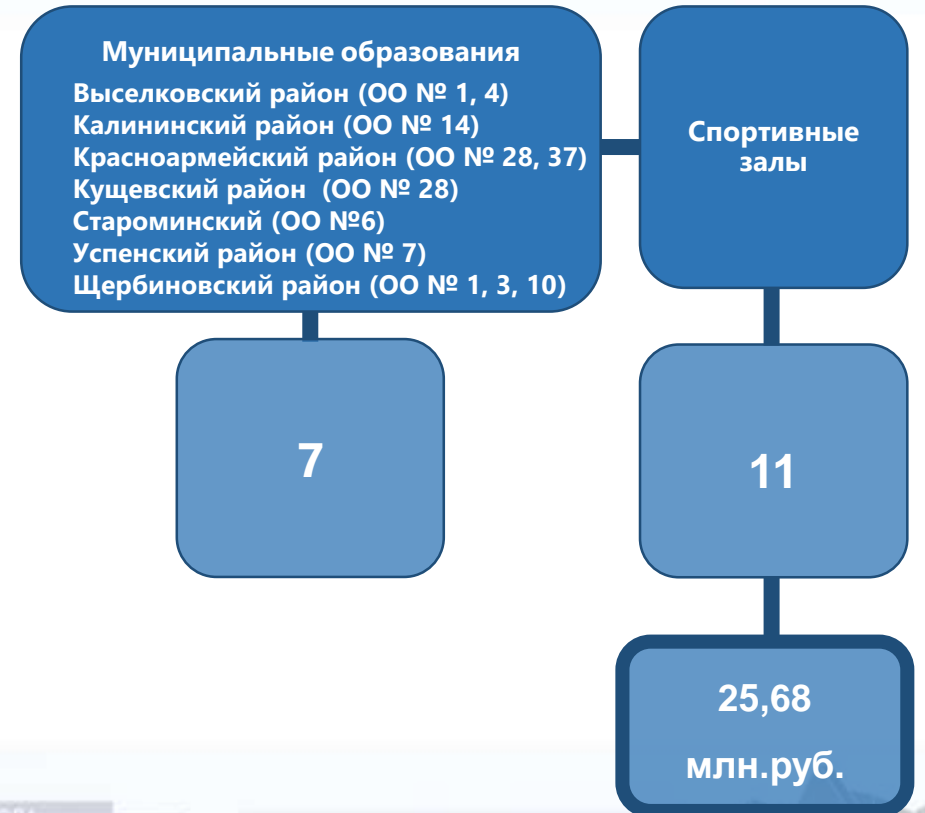 Муниципальные образования
Выселковский район (ОО № 1, 4)
Калининский район (ОО № 14)
Красноармейский район (ОО № 28, 37)
Кущевский район (ОО № 28)
Староминский (ОО №6)
Успенский район (ОО № 7)
Щербиновский район (ОО № 1, 3, 10)
Спортивные
залы
7
11
25,68
млн.руб.